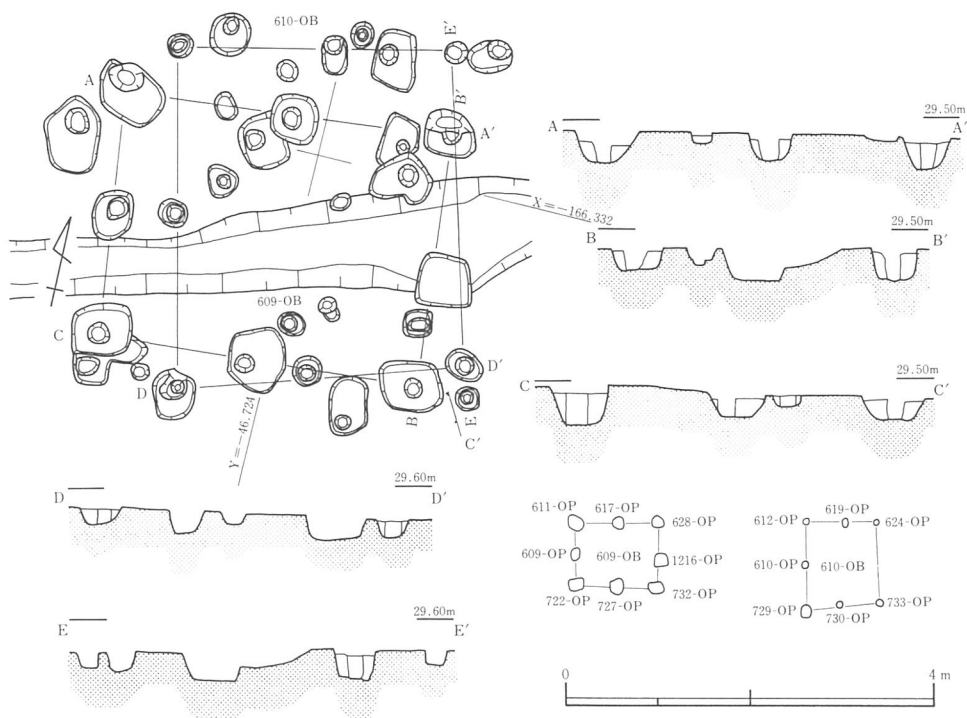 610-OB
E′
A
B′
A′
X=-166.332
609-OB
C
D
D′
B
E
C′
Y=-46.724
29.50m
A
A′
29.50m
B
B′
29.50m
C
C′
29.60m
D
D′
29.60m
E
E′
611-OP
617-OP
628-OP
609-OP
609-OB
1216-OP
722-OP
727-OP
732-OP
619-OP
612-OP
624-OP
610-OP
610-OB
729-OP
730-OP
733-OP
0
4 m